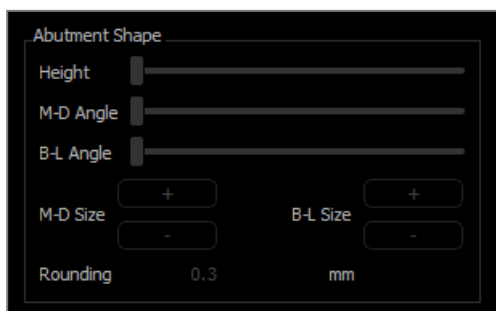 Abutment Shape
Height
M-D Angle
B-L Angle
M-D Size + - B-L Size + -
Rounding 0.3 mm